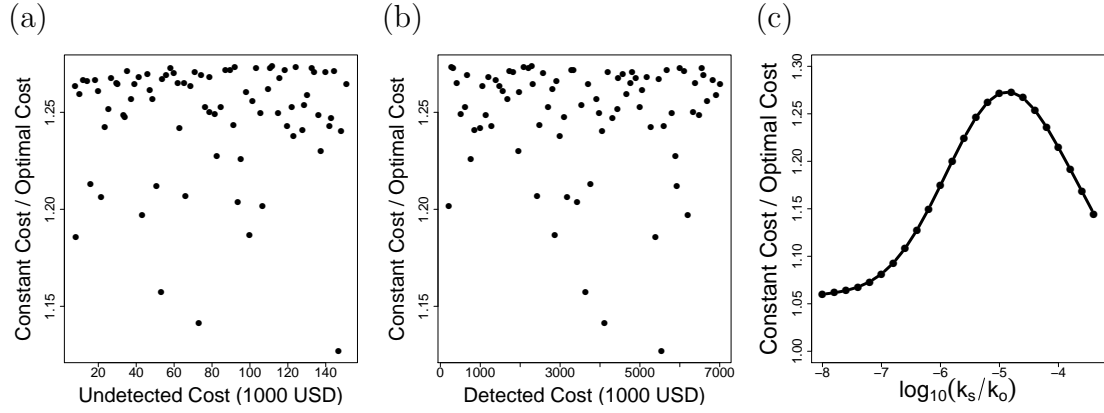 (a)
Constant Cost / Optimal Cost
1.15 1.20 1.25
20 40 60 80 100 120 140
Undetected Cost (1000 USD)
(b)
Constant Cost / Optimal Cost
1.15 1.20 1.25
0 1000 3000 5000 7000
Detected Cost (1000 USD)
(c)
Constant Cost / Optimal Cost
1.00 1.05 1.10 1.15 1.20 1.25 1.30
-8 -7 -6 -5 -4
log₁₀(kₛ/kₒ)